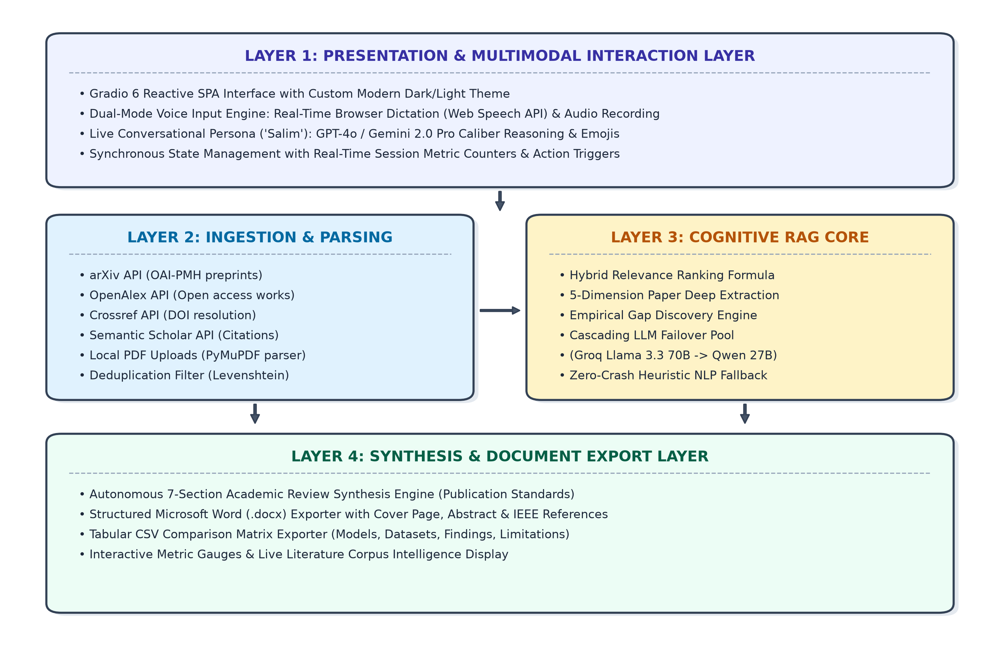 LAYER 1: PRESENTATION & MULTIMODAL INTERACTION LAYER
• Gradio 6 Reactive SPA Interface with Custom Modern Dark/Light Theme
• Dual-Mode Voice Input Engine: Real-Time Browser Dictation (Web Speech API) & Audio Recording
• Live Conversational Persona ('Salim'): GPT-4o / Gemini 2.0 Pro Caliber Reasoning & Emojis
• Synchronous State Management with Real-Time Session Metric Counters & Action Triggers
LAYER 2: INGESTION & PARSING
• arXiv API (OAI-PMH preprints)
• OpenAlex API (Open access works)
• Crossref API (DOI resolution)
• Semantic Scholar API (Citations)
• Local PDF Uploads (PyMuPDF parser)
• Deduplication Filter (Levenshtein)
LAYER 3: COGNITIVE RAG CORE
• Hybrid Relevance Ranking Formula
• 5-Dimension Paper Deep Extraction
• Empirical Gap Discovery Engine
• Cascading LLM Failover Pool
• (Groq Llama 3.3 70B -> Qwen 27B)
• Zero-Crash Heuristic NLP Fallback
LAYER 4: SYNTHESIS & DOCUMENT EXPORT LAYER
• Autonomous 7-Section Academic Review Synthesis Engine (Publication Standards)
• Structured Microsoft Word (.docx) Exporter with Cover Page, Abstract & IEEE References
• Tabular CSV Comparison Matrix Exporter (Models, Datasets, Findings, Limitations)
• Interactive Metric Gauges & Live Literature Corpus Intelligence Display